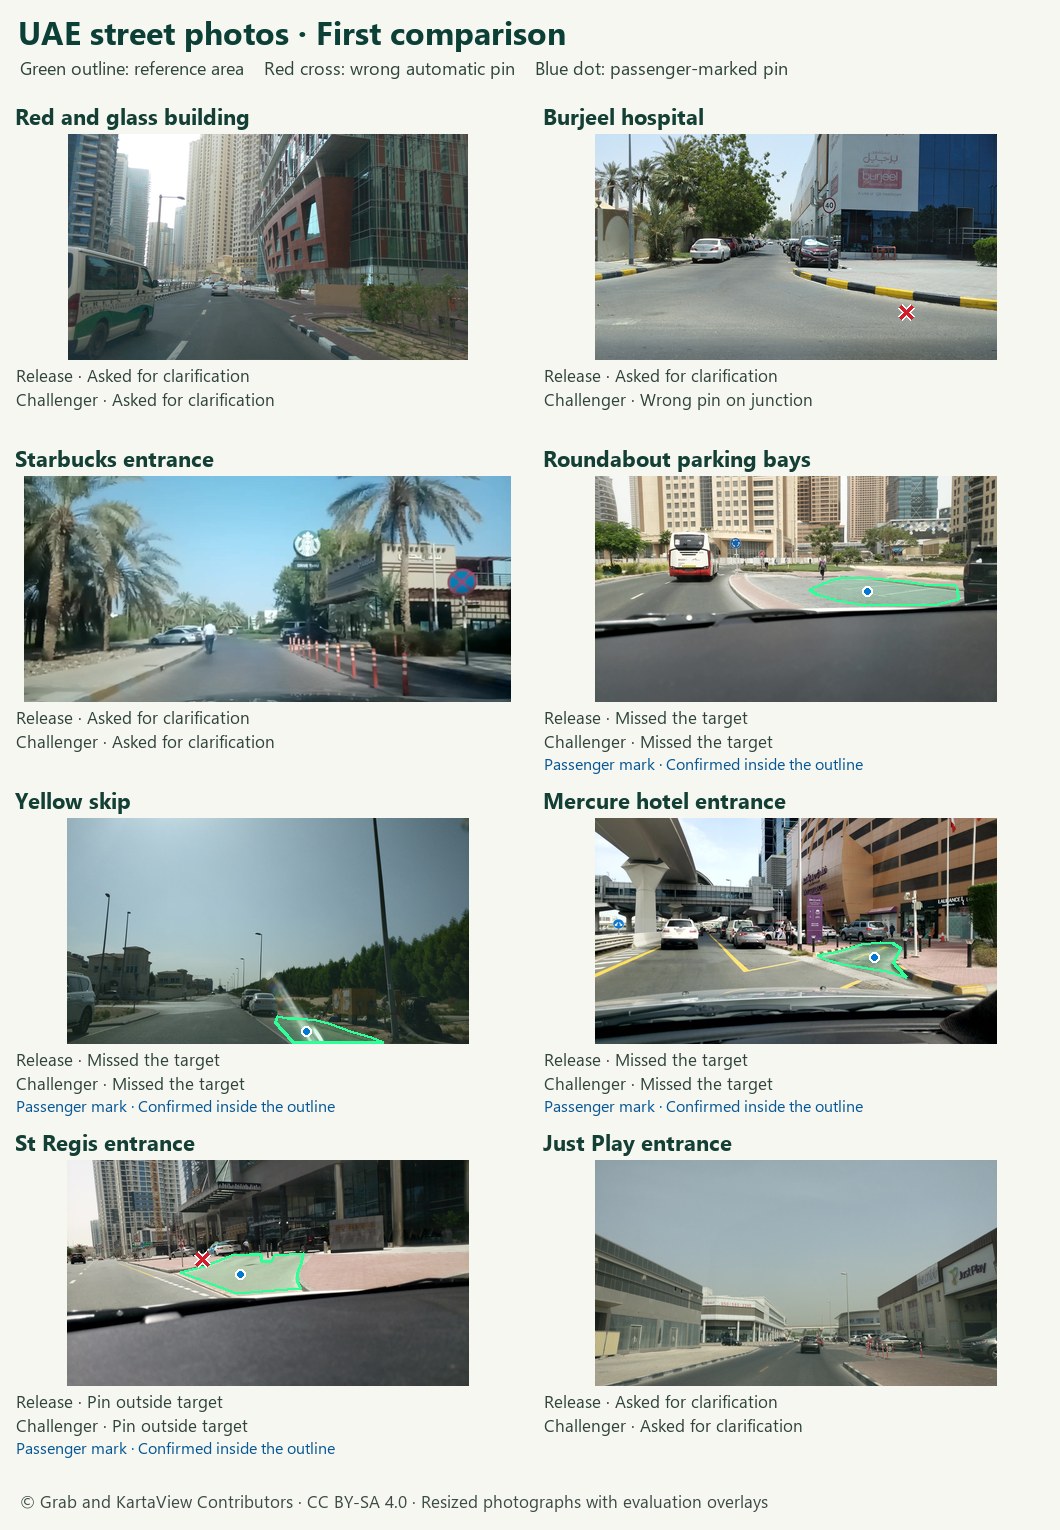 UAE street photos · First comparison
Green outline: reference area    Red cross: wrong automatic pin    Blue dot: passenger-marked pin
Red and glass building
Burjeel hospital
برجيل
burjeel
40
Release · Asked for clarification
Challenger · Asked for clarification
Release · Asked for clarification
Challenger · Wrong pin on junction
Starbucks entrance
Roundabout parking bays
Release · Asked for clarification
Challenger · Asked for clarification
Release · Missed the target
Challenger · Missed the target
Passenger mark · Confirmed inside the outline
Yellow skip
Mercure hotel entrance
Release · Missed the target
Challenger · Missed the target
Passenger mark · Confirmed inside the outline
Release · Missed the target
Challenger · Missed the target
Passenger mark · Confirmed inside the outline
St Regis entrance
Just Play entrance
Just Play
Release · Pin outside target
Challenger · Pin outside target
Passenger mark · Confirmed inside the outline
Release · Asked for clarification
Challenger · Asked for clarification
© Grab and KartaView Contributors · CC BY-SA 4.0 · Resized photographs with evaluation overlays